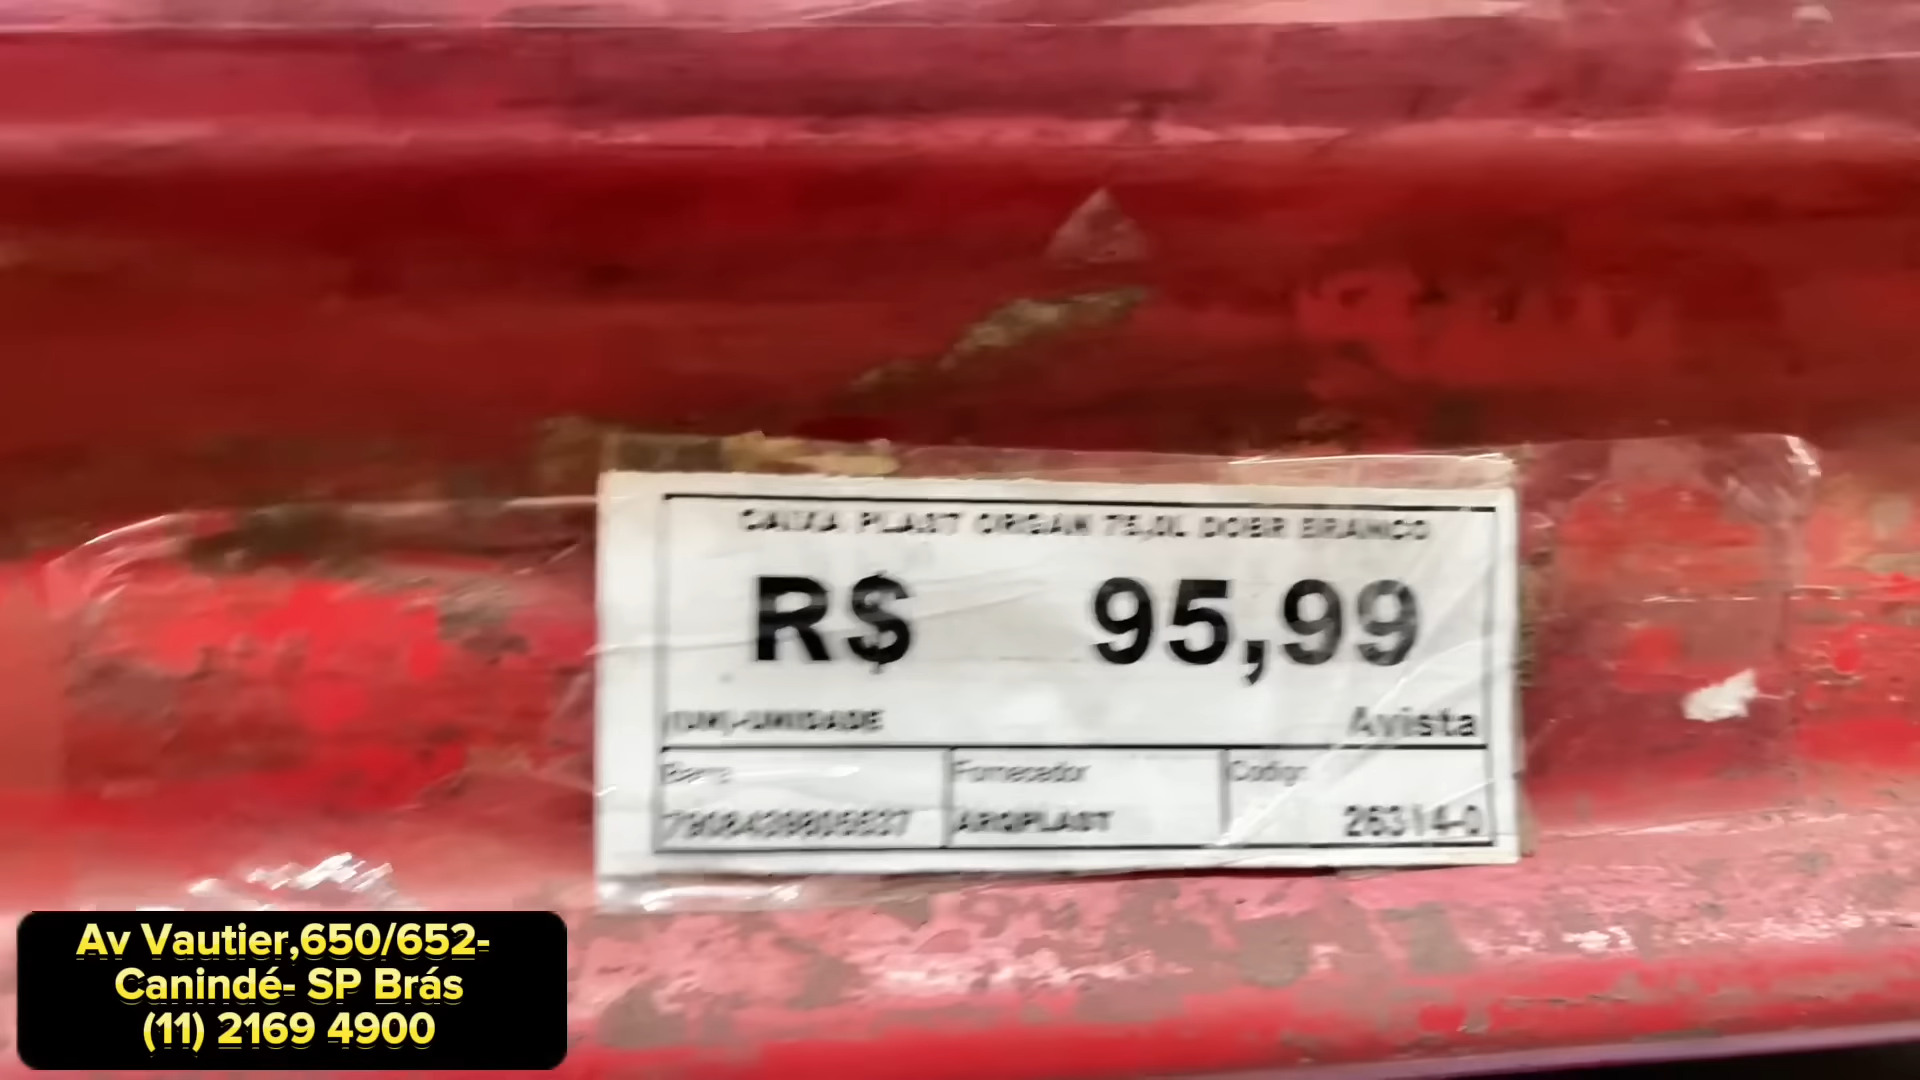 CAIXA PLAST ORGAN 75,0L DOBR BRANCO
R$ 95,99
(UN)-UNIDADE Avista
Barra Fornecedor Codigo
ARQPLAST 26314-0
Av Vautier,650/652-
Canindé- SP Brás
(11) 2169 4900